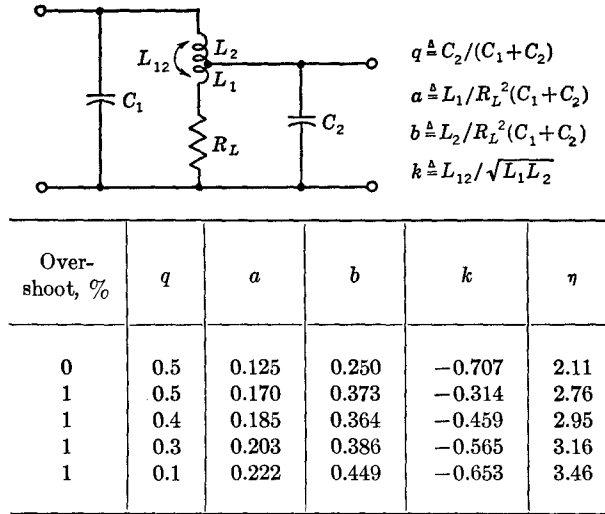 L₁₂
L₂
L₁
C₁
R_L
C₂
q ≜ C₂/(C₁+C₂)
a ≜ L₁/R_L²(C₁+C₂)
b ≜ L₂/R_L²(C₁+C₂)
k ≜ L₁₂/√L₁L₂
Over-
shoot, % q a b k η
0 0.5 0.125 0.250 −0.707 2.11
1 0.5 0.170 0.373 −0.314 2.76
1 0.4 0.185 0.364 −0.459 2.95
1 0.3 0.203 0.386 −0.565 3.16
1 0.1 0.222 0.449 −0.653 3.46